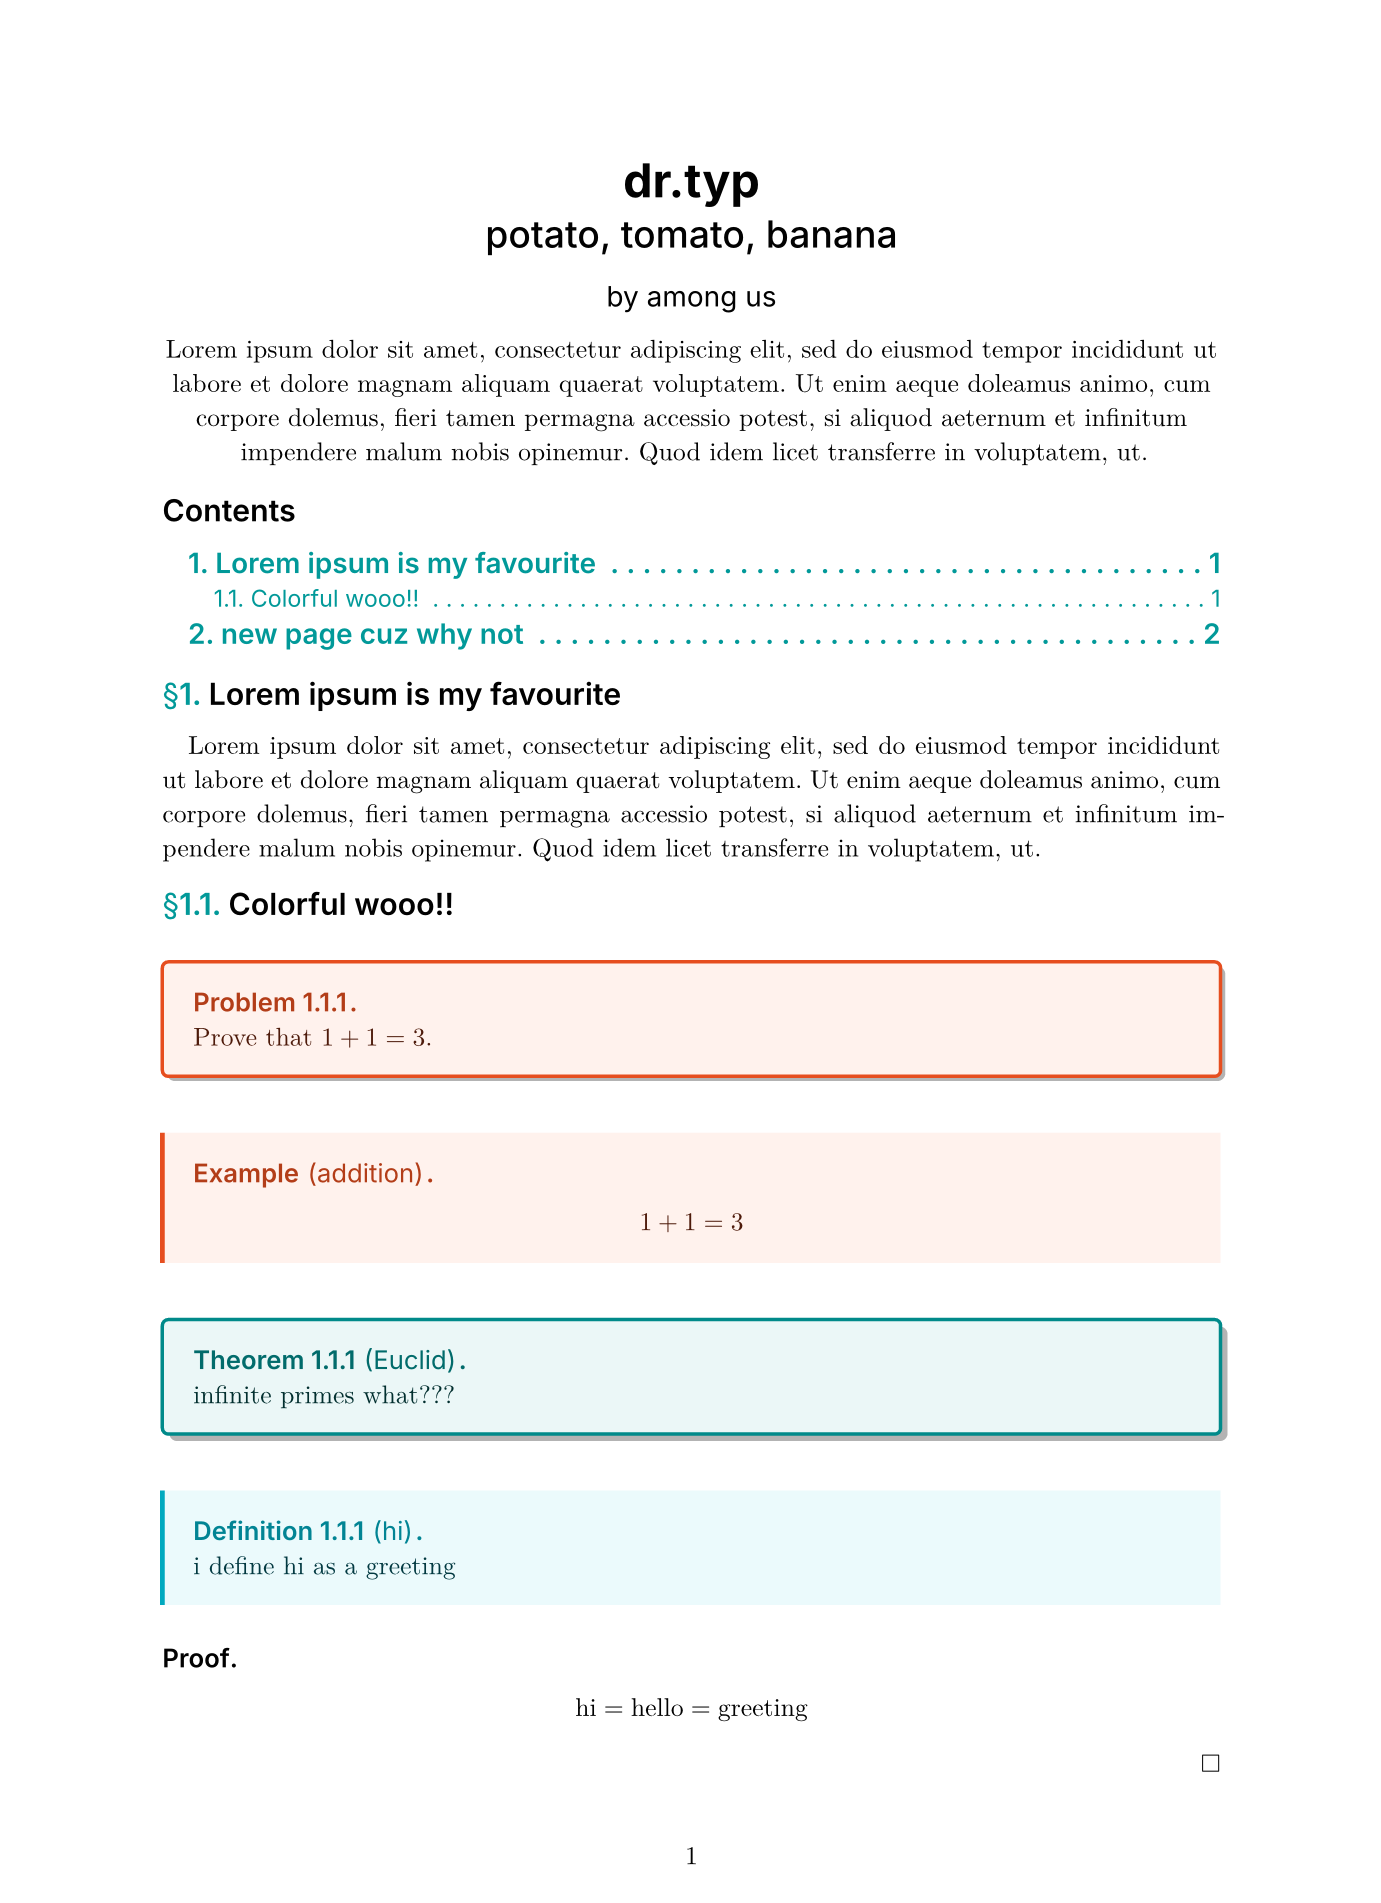 dr.typ
potato, tomato, banana
by among us
Lorem ipsum dolor sit amet, consectetur adipiscing elit, sed do eiusmod tempor incididunt ut
labore et dolore magnam aliquam quaerat voluptatem. Ut enim aeque doleamus animo, cum
corpore dolemus, fieri tamen permagna accessio potest, si aliquod aeternum et infinitum
impendere malum nobis opinemur. Quod idem licet transferre in voluptatem, ut.
Contents
1. Lorem ipsum is my favourite . . . . . . . . . . . . . . . . . . . . . . . . . . . . . . . . . . . . . 1
1.1. Colorful wooo!! . . . . . . . . . . . . . . . . . . . . . . . . . . . . . . . . . . . . . . . . . . . . . . . . . . . . . . . . . . 1
2. new page cuz why not . . . . . . . . . . . . . . . . . . . . . . . . . . . . . . . . . . . . . . . . . 2
§1. Lorem ipsum is my favourite
Lorem ipsum dolor sit amet, consectetur adipiscing elit, sed do eiusmod tempor incididunt
ut labore et dolore magnam aliquam quaerat voluptatem. Ut enim aeque doleamus animo, cum
corpore dolemus, fieri tamen permagna accessio potest, si aliquod aeternum et infinitum im-
pendere malum nobis opinemur. Quod idem licet transferre in voluptatem, ut.
§1.1. Colorful wooo!!
Problem 1.1.1.
Prove that 1 + 1 = 3.
Example (addition).
1 + 1 = 3
Theorem 1.1.1 (Euclid).
infinite primes what???
Definition 1.1.1 (hi).
i define hi as a greeting
Proof.
hi = hello = greeting
□
1